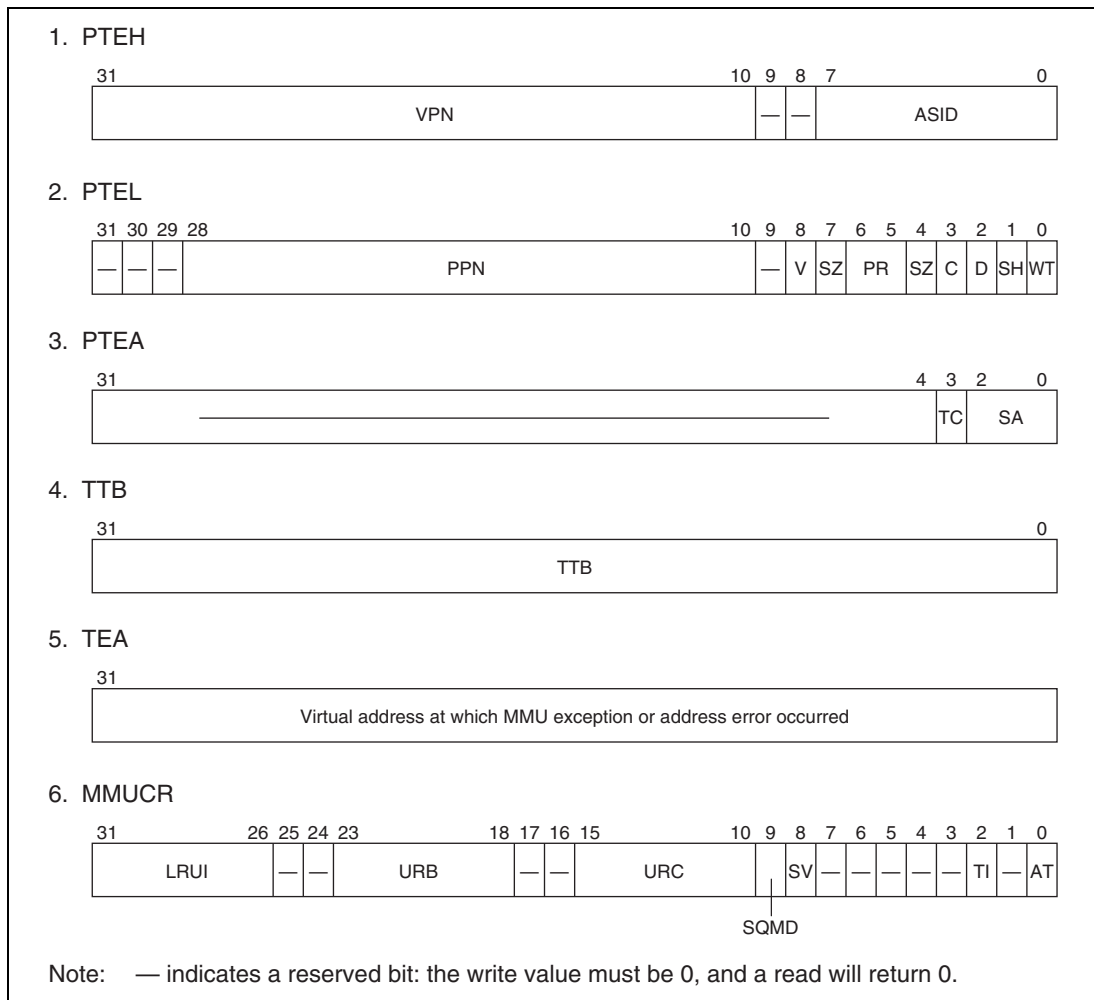 1. PTEH
31 10 9 8 7 0
VPN — — ASID
2. PTEL
31 30 29 28 10 9 8 7 6 5 4 3 2 1 0
— — — PPN — V SZ PR SZ C D SH WT
3. PTEA
31 4 3 2 0
— TC SA
4. TTB
31 0
TTB
5. TEA
31
Virtual address at which MMU exception or address error occurred
6. MMUCR
31 26 25 24 23 18 17 16 15 10 9 8 7 6 5 4 3 2 1 0
LRUI — — URB — — URC SV — — — — — TI — AT
SQMD
Note: — indicates a reserved bit: the write value must be 0, and a read will return 0.